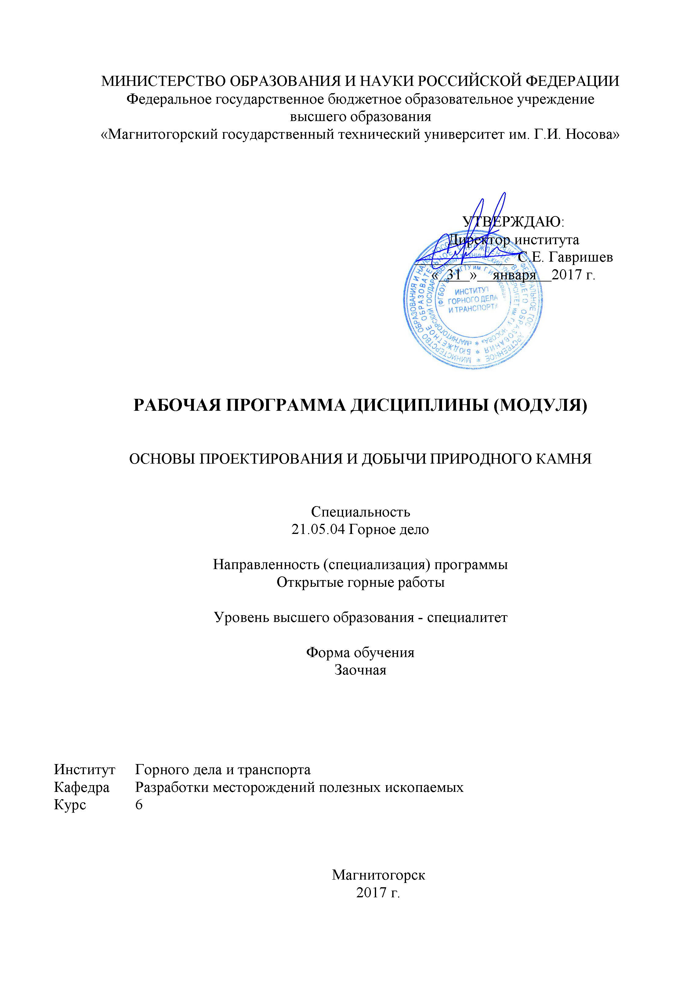 МИНИСТЕРСТВО ОБРАЗОВАНИЯ И НАУКИ РОССИЙСКОЙ ФЕДЕРАЦИИ
Федеральное государственное бюджетное образовательное учреждение
высшего образования
«Магнитогорский государственный технический университет им. Г.И. Носова»
УТВЕРЖДАЮ:
Директор института
С.Е. Гавришев
«_31_»__января__2017 г.
ИНСТИТУТ
ГОРНОГО ДЕЛА
И ТРАНСПОРТА
РАБОЧАЯ ПРОГРАММА ДИСЦИПЛИНЫ (МОДУЛЯ)
ОСНОВЫ ПРОЕКТИРОВАНИЯ И ДОБЫЧИ ПРИРОДНОГО КАМНЯ
Специальность
21.05.04 Горное дело
Направленность (специализация) программы
Открытые горные работы
Уровень высшего образования - специалитет
Форма обучения
Заочная
Институт Горного дела и транспорта
Кафедра Разработки месторождений полезных ископаемых
Курс 6
Магнитогорск
2017 г.